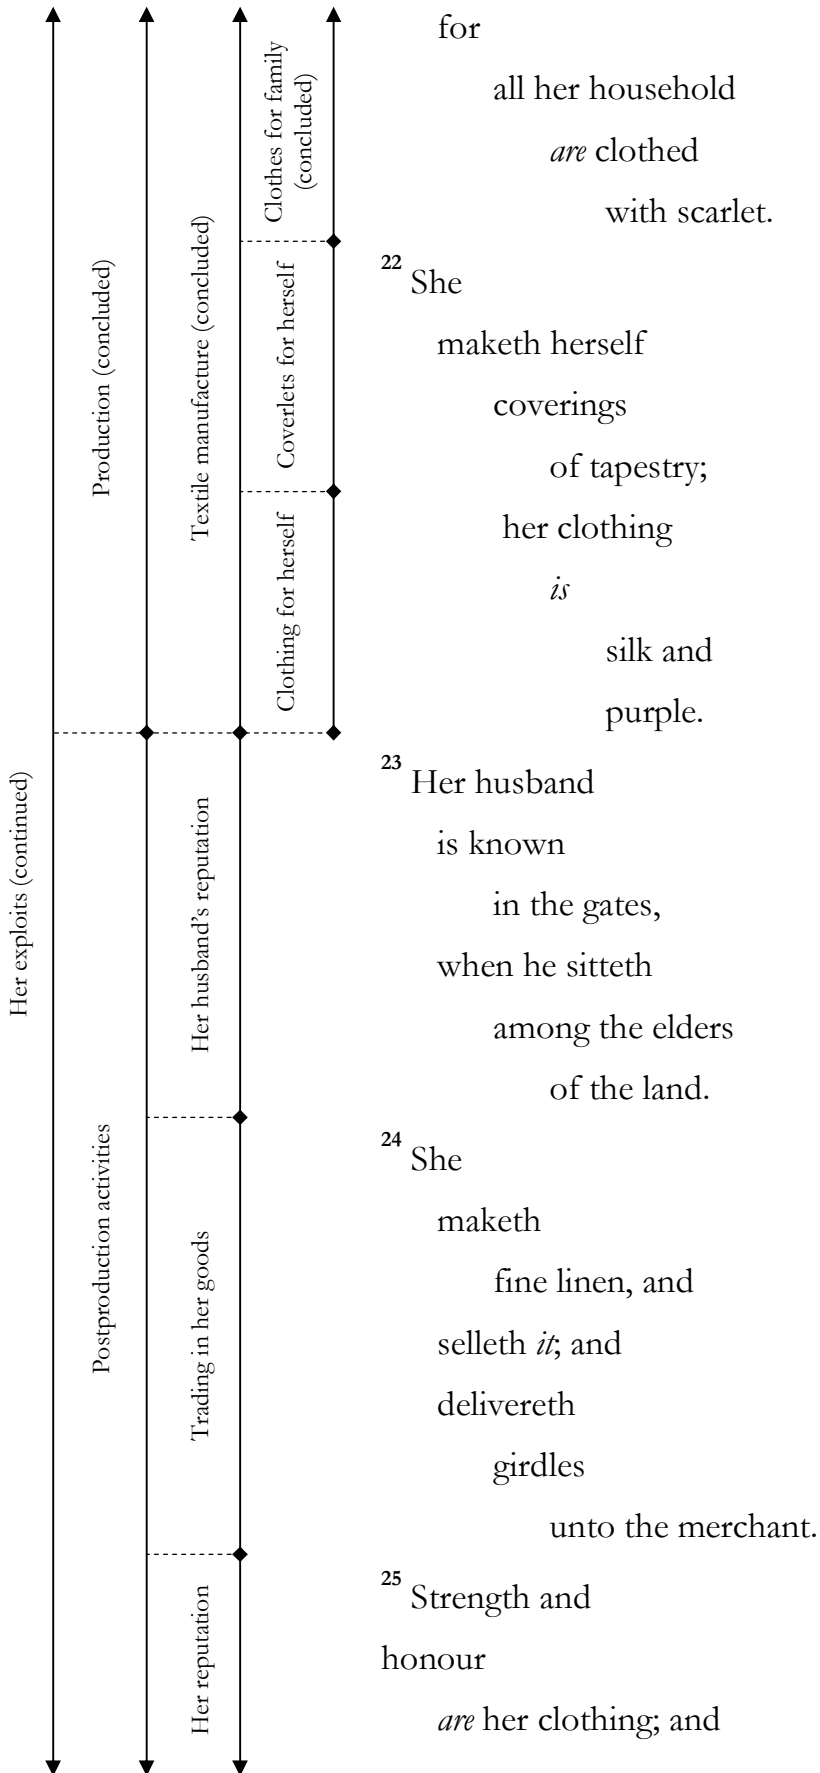 Her exploits (continued)
Production (concluded)
Postproduction activities
Textile manufacture (concluded)
Her husband's reputation
Trading in her goods
Her reputation
Clothes for family
(concluded)
Coverlets for herself
Clothing for herself
for
all her household
are clothed
with scarlet.
22 She
maketh herself
coverings
of tapestry;
her clothing
is
silk and
purple.
23 Her husband
is known
in the gates,
when he sitteth
among the elders
of the land.
24 She
maketh
fine linen, and
selleth it; and
delivereth
girdles
unto the merchant.
25 Strength and
honour
are her clothing; and